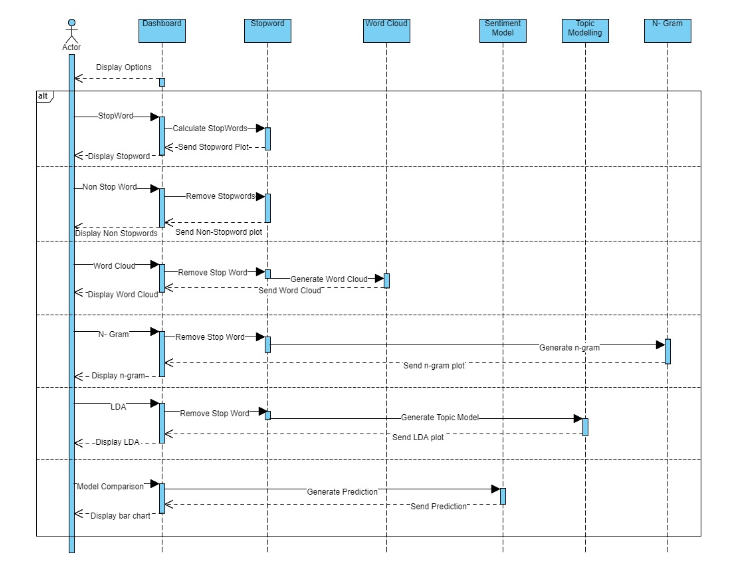 Actor
Dashboard
Stopword
Word Cloud
Sentiment
Model
Topic
Modelling
N- Gram
Display Options
alt
StopWord
Calculate StopWords
Send Stopword Plot
Display Stopword
Non Stop Word
Remove Stopwords
Send Non-Stopword plot
Display Non Stopwords
Word Cloud
Remove Stop Word
Generate Word Cloud
Send Word Cloud
Display Word Cloud
N- Gram
Remove Stop Word
Generate n-gram
Send n-gram plot
Display n-gram
LDA
Remove Stop Word
Generate Topic Model
Send LDA plot
Display LDA
Model Comparison
Generate Prediction
Send Prediction
Display bar chart